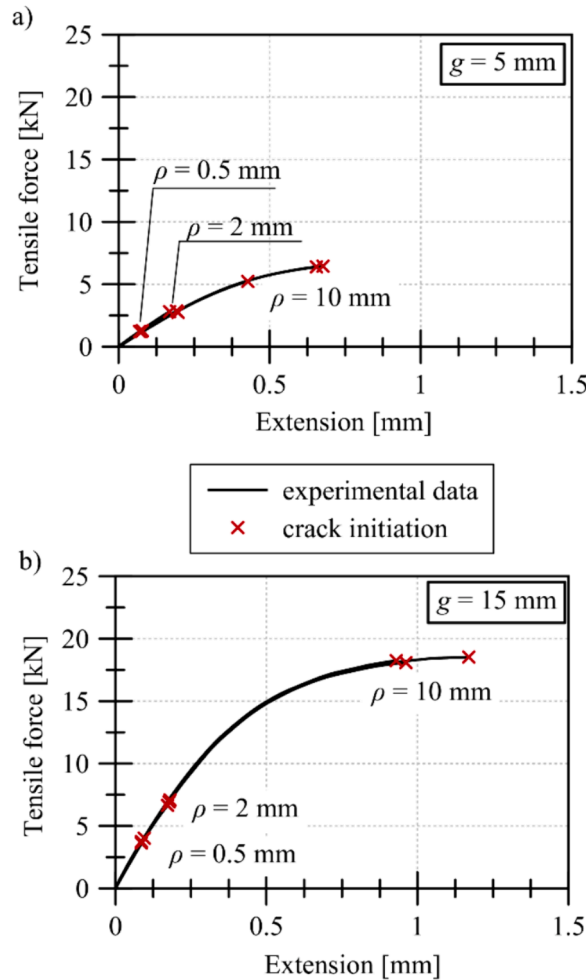 a)
25
20
15
10
5
0
Tensile force [kN]
g = 5 mm
ρ = 0.5 mm
ρ = 2 mm
ρ = 10 mm
0 0.5 1 1.5
Extension [mm]
experimental data
crack initiation
b)
25
20
15
10
5
0
Tensile force [kN]
g = 15 mm
ρ = 10 mm
ρ = 2 mm
ρ = 0.5 mm
0 0.5 1 1.5
Extension [mm]